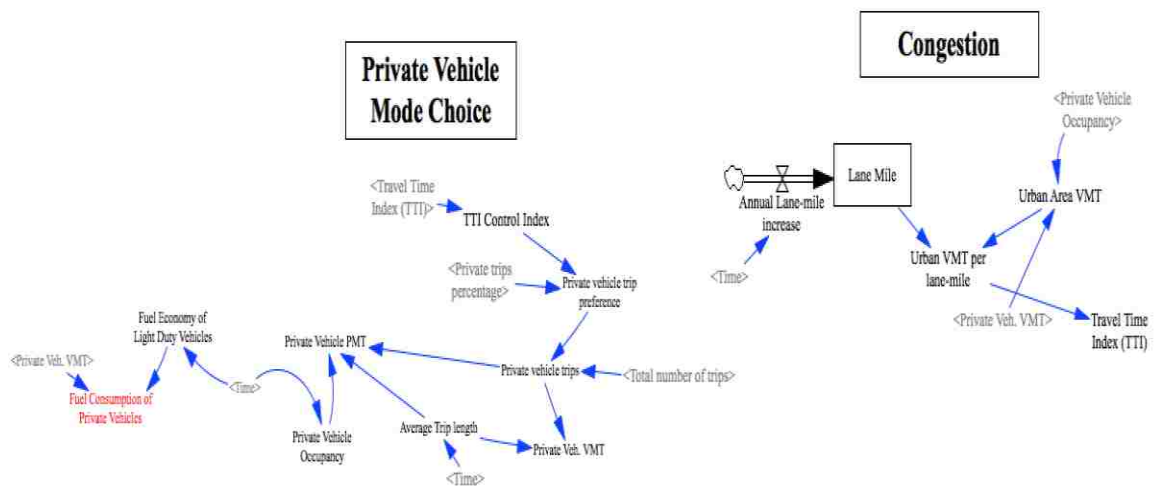 Private Vehicle
Mode Choice
Congestion
<Private Vehicle
Occupancy>
Lane Mile
Annual Lane-mile
increase
Urban Area VMT
<Travel Time
Index (TTI)>
TTI Control Index
<Time>
Urban VMT per
lane-mile
<Private trips
percentage>
Private vehicle trip
preference
<Private Veh. VMT>
Travel Time
Index (TTI)
Fuel Economy of
Light Duty Vehicles
Private Vehicle PMT
<Private Veh. VMT>
Private vehicle trips
<Total number of trips>
<Time>
Fuel Consumption of
Private Vehicles
Private Vehicle
Occupancy
Average Trip length
Private Veh. VMT
<Time>